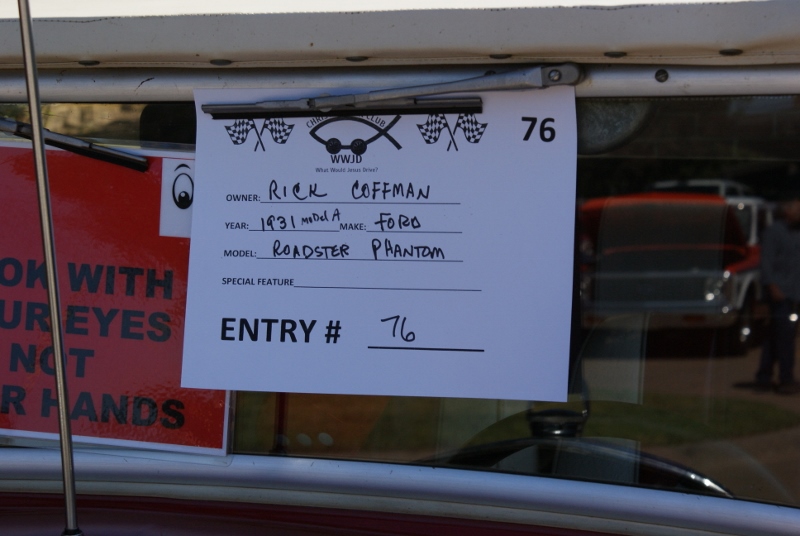 CLUB
76
WWJD
What Would Jesus Drive?
OWNER: RICK COFFMAN
YEAR: 1931 MODEL A MAKE: FORD
MODEL: ROADSTER PHANTOM
SPECIAL FEATURE
ENTRY # 76
OK WITH
UR EYES
NOT
R HANDS